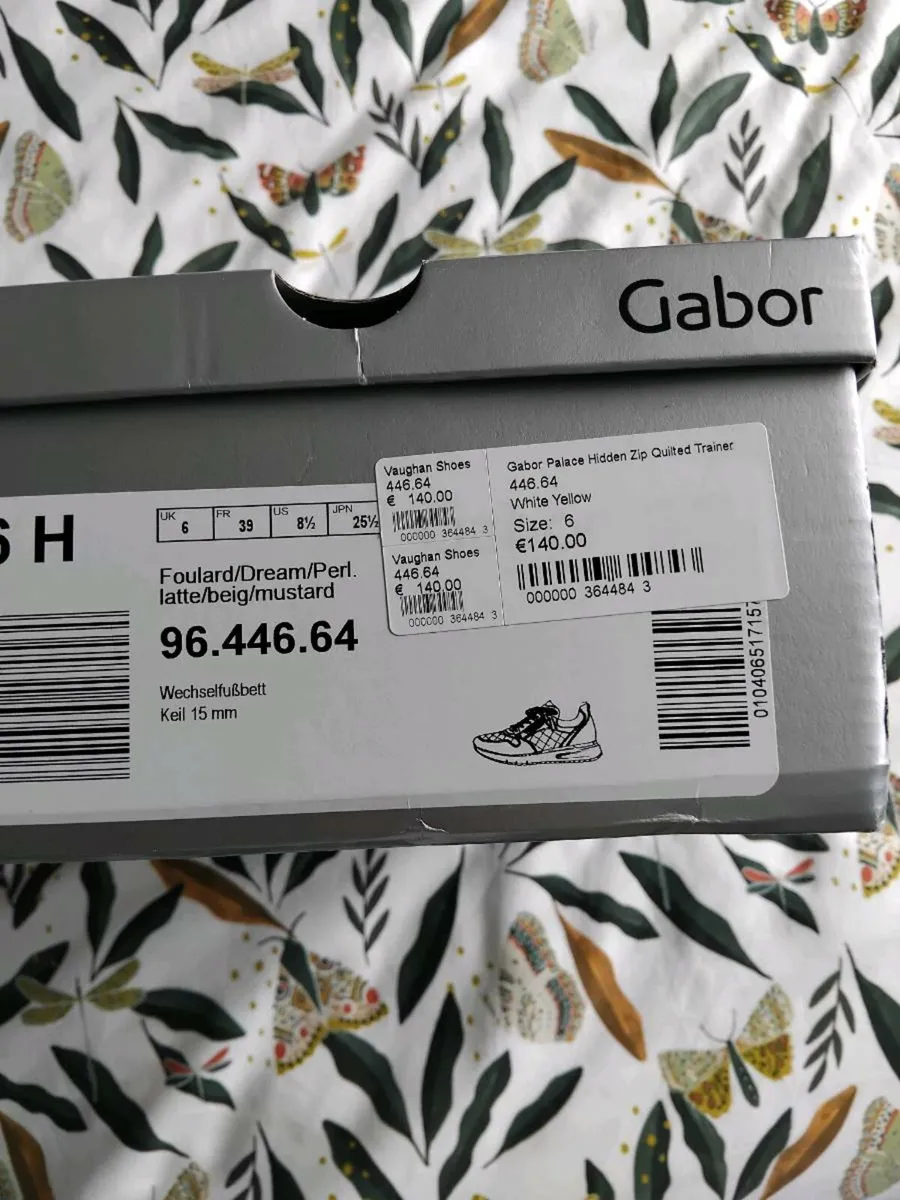 Gabor
6 H
UK 6 FR 39 US 8½ JPN 25½
Foulard/Dream/Perl.
latte/beig/mustard
96.446.64
Wechselfußbett
Keil 15 mm
Vaughan Shoes
446.64
€ 140.00
000000 364484 3
Vaughan Shoes
446.64
€ 140.00
000000 364484 3
Gabor Palace Hidden Zip Quilted Trainer
446.64
White Yellow
Size: 6
€140.00
000000 364484 3
010406517157